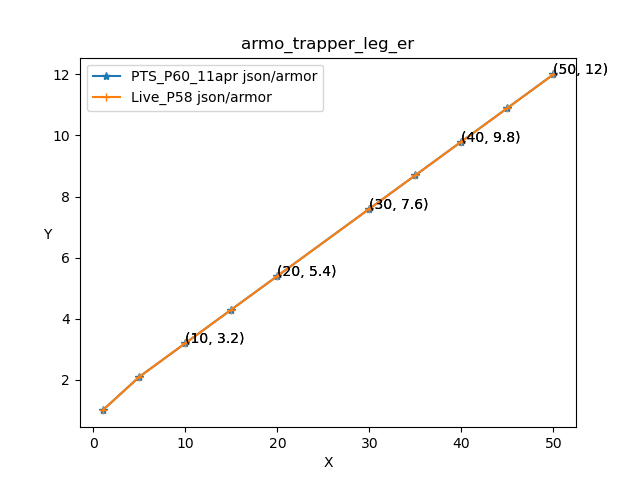 armo_trapper_leg_er
PTS_P60_11apr json/armor
Live_P58 json/armor
(50, 12)
(40, 9.8)
(30, 7.6)
(20, 5.4)
(10, 3.2)
12
10
8
6
4
2
Y
0 10 20 30 40 50
X